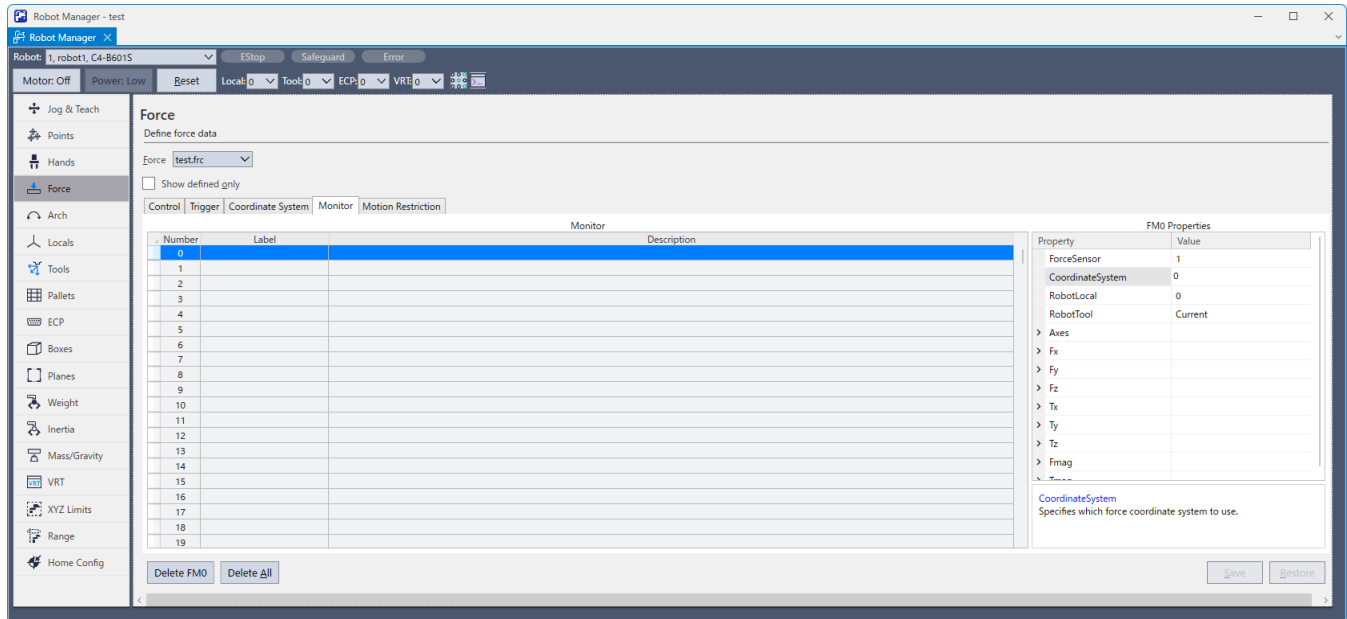 Robot Manager - test
Robot Manager
Robot: 1, robot1, C4-B601S EStop Safeguard Error
Motor: Off Power: Low Reset Local: 0 Tool: 0 ECP: 0 VRT: 0
Jog & Teach
Points
Hands
Force
Arch
Locals
Tools
Pallets
ECP
Boxes
Planes
Weight
Inertia
Mass/Gravity
VRT
XYZ Limits
Range
Home Config
Force
Define force data
Force test.frc
Show defined only
Control Trigger Coordinate System Monitor Motion Restriction
Monitor
Number Label Description
0
1
2
3
4
5
6
7
8
9
10
11
12
13
14
15
16
17
18
19
FM0 Properties
Property Value
ForceSensor 1
CoordinateSystem 0
RobotLocal 0
RobotTool Current
Axes
Fx
Fy
Fz
Tx
Ty
Tz
Fmag
CoordinateSystem
Specifies which force coordinate system to use.
Delete FM0 Delete All Save Restore